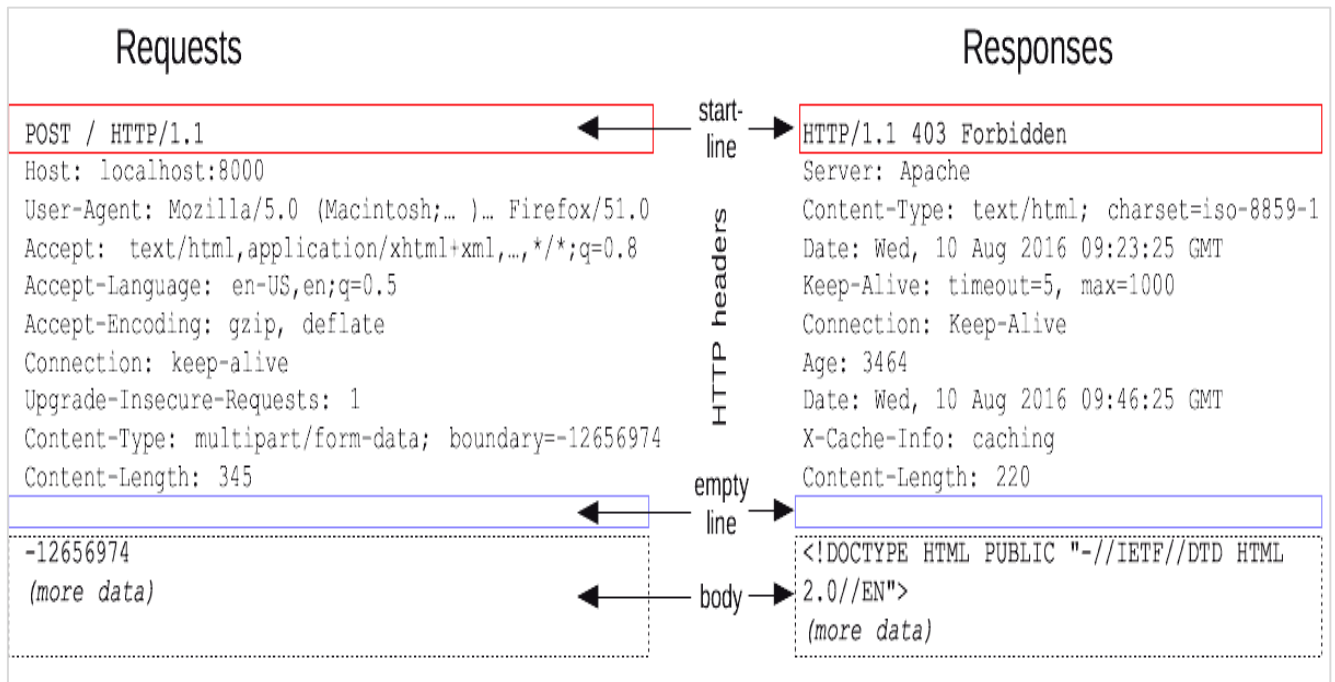 Requests
POST / HTTP/1.1
Host: localhost:8000
User-Agent: Mozilla/5.0 (Macintosh;… )… Firefox/51.0
Accept: text/html,application/xhtml+xml,…,*/*;q=0.8
Accept-Language: en-US,en;q=0.5
Accept-Encoding: gzip, deflate
Connection: keep-alive
Upgrade-Insecure-Requests: 1
Content-Type: multipart/form-data; boundary=-12656974
Content-Length: 345
-12656974
(more data)
start-
line
HTTP headers
empty
line
body
Responses
HTTP/1.1 403 Forbidden
Server: Apache
Content-Type: text/html; charset=iso-8859-1
Date: Wed, 10 Aug 2016 09:23:25 GMT
Keep-Alive: timeout=5, max=1000
Connection: Keep-Alive
Age: 3464
Date: Wed, 10 Aug 2016 09:46:25 GMT
X-Cache-Info: caching
Content-Length: 220
<!DOCTYPE HTML PUBLIC "-//IETF//DTD HTML
2.0//EN">
(more data)